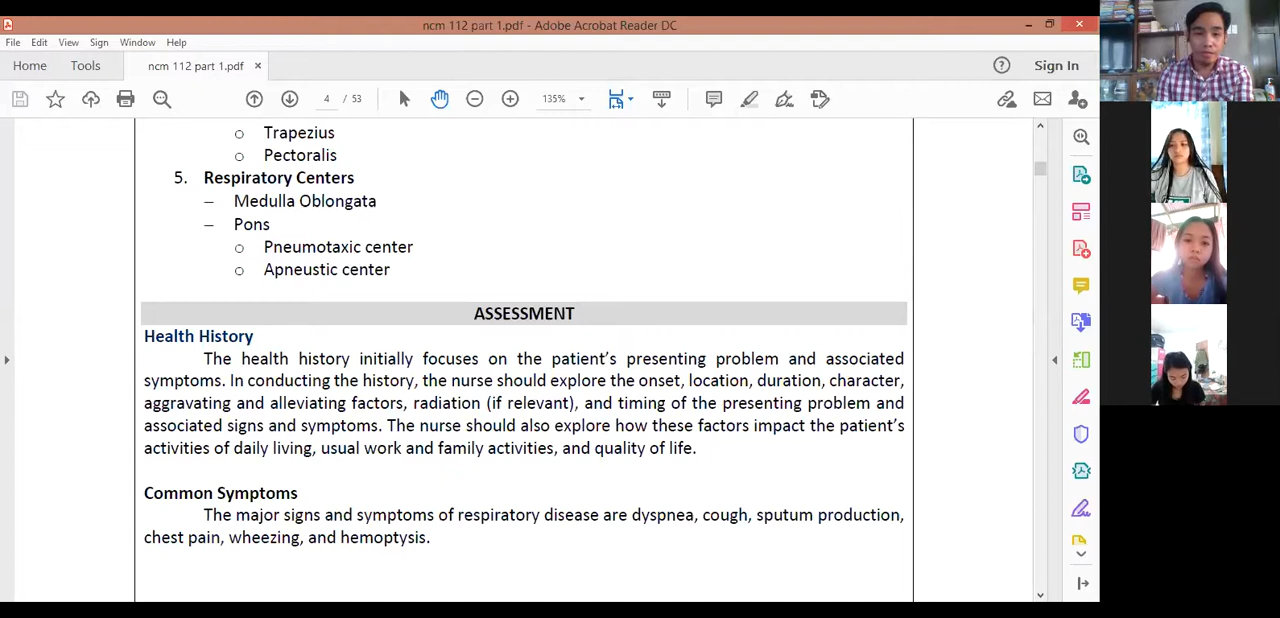 ncm 112 part 1.pdf - Adobe Acrobat Reader DC
File Edit View Sign Window Help
Home Tools ncm 112 part 1.pdf × Sign In
4 / 53 135%
o Trapezius
o Pectoralis
5. Respiratory Centers
– Medulla Oblongata
– Pons
o Pneumotaxic center
o Apneustic center
ASSESSMENT
Health History
The health history initially focuses on the patient's presenting problem and associated
symptoms. In conducting the history, the nurse should explore the onset, location, duration, character,
aggravating and alleviating factors, radiation (if relevant), and timing of the presenting problem and
associated signs and symptoms. The nurse should also explore how these factors impact the patient's
activities of daily living, usual work and family activities, and quality of life.
Common Symptoms
The major signs and symptoms of respiratory disease are dyspnea, cough, sputum production,
chest pain, wheezing, and hemoptysis.